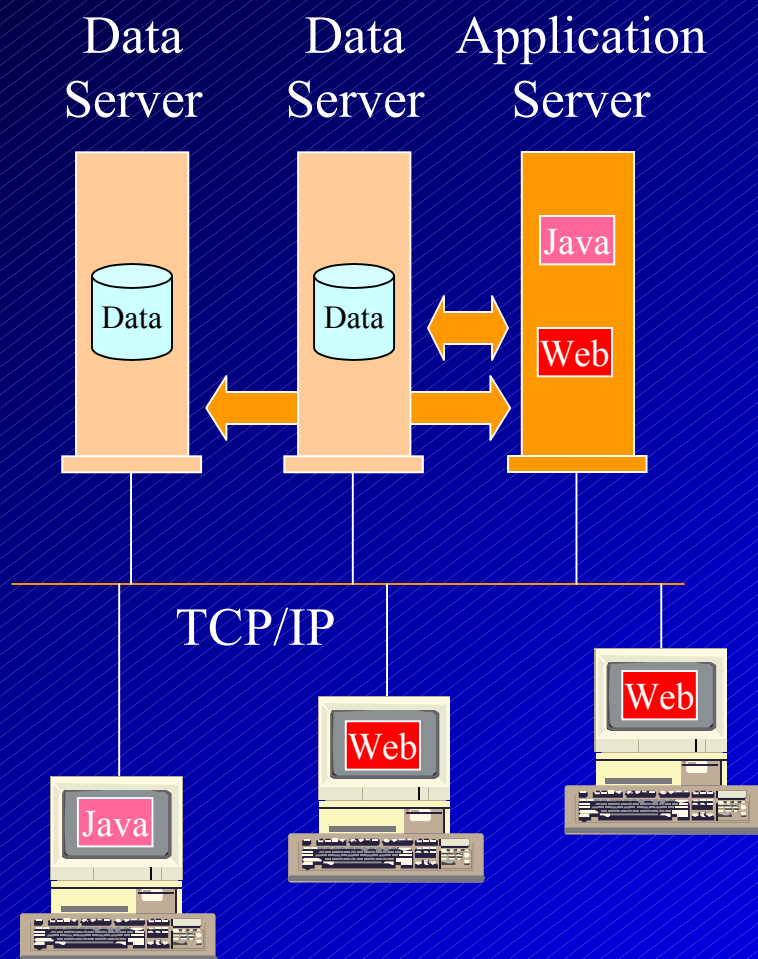 Data
Server
Data
Server
Application
Server
Java
Data
Data
Web
TCP/IP
Web
Web
Java